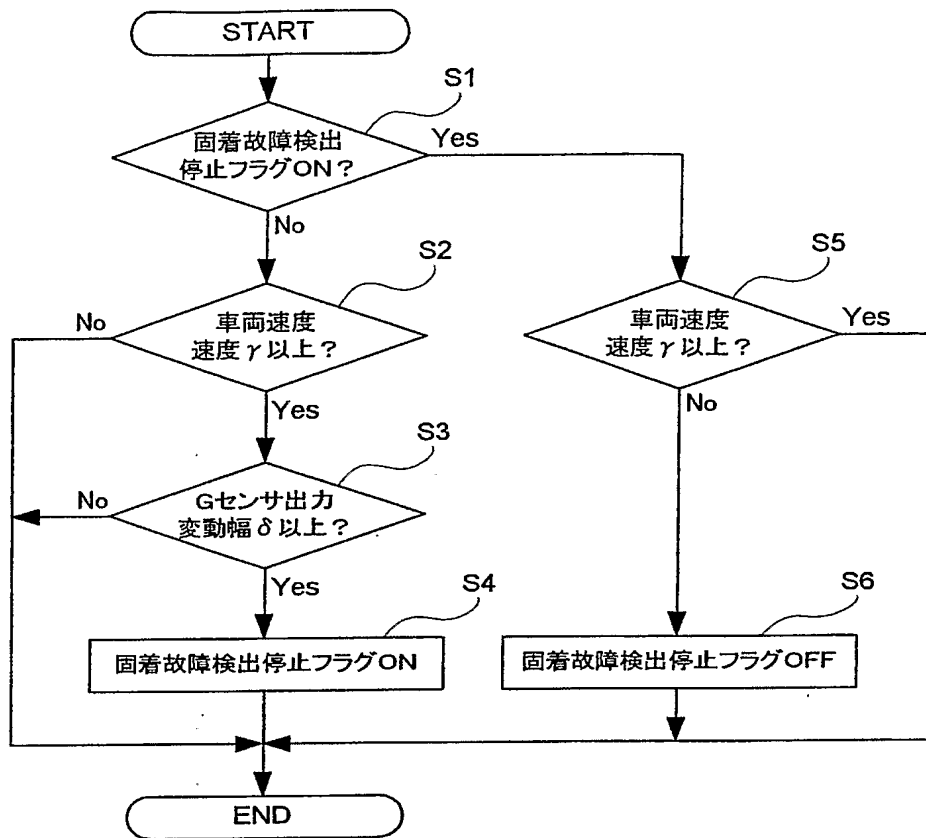 START
S1
固着故障検出
停止フラグON？
Yes
No
S2
車両速度
速度γ以上？
No
Yes
S3
Gセンサ出力
変動幅δ以上？
No
Yes
S4
固着故障検出停止フラグON
S5
車両速度
速度γ以上？
Yes
No
S6
固着故障検出停止フラグOFF
END